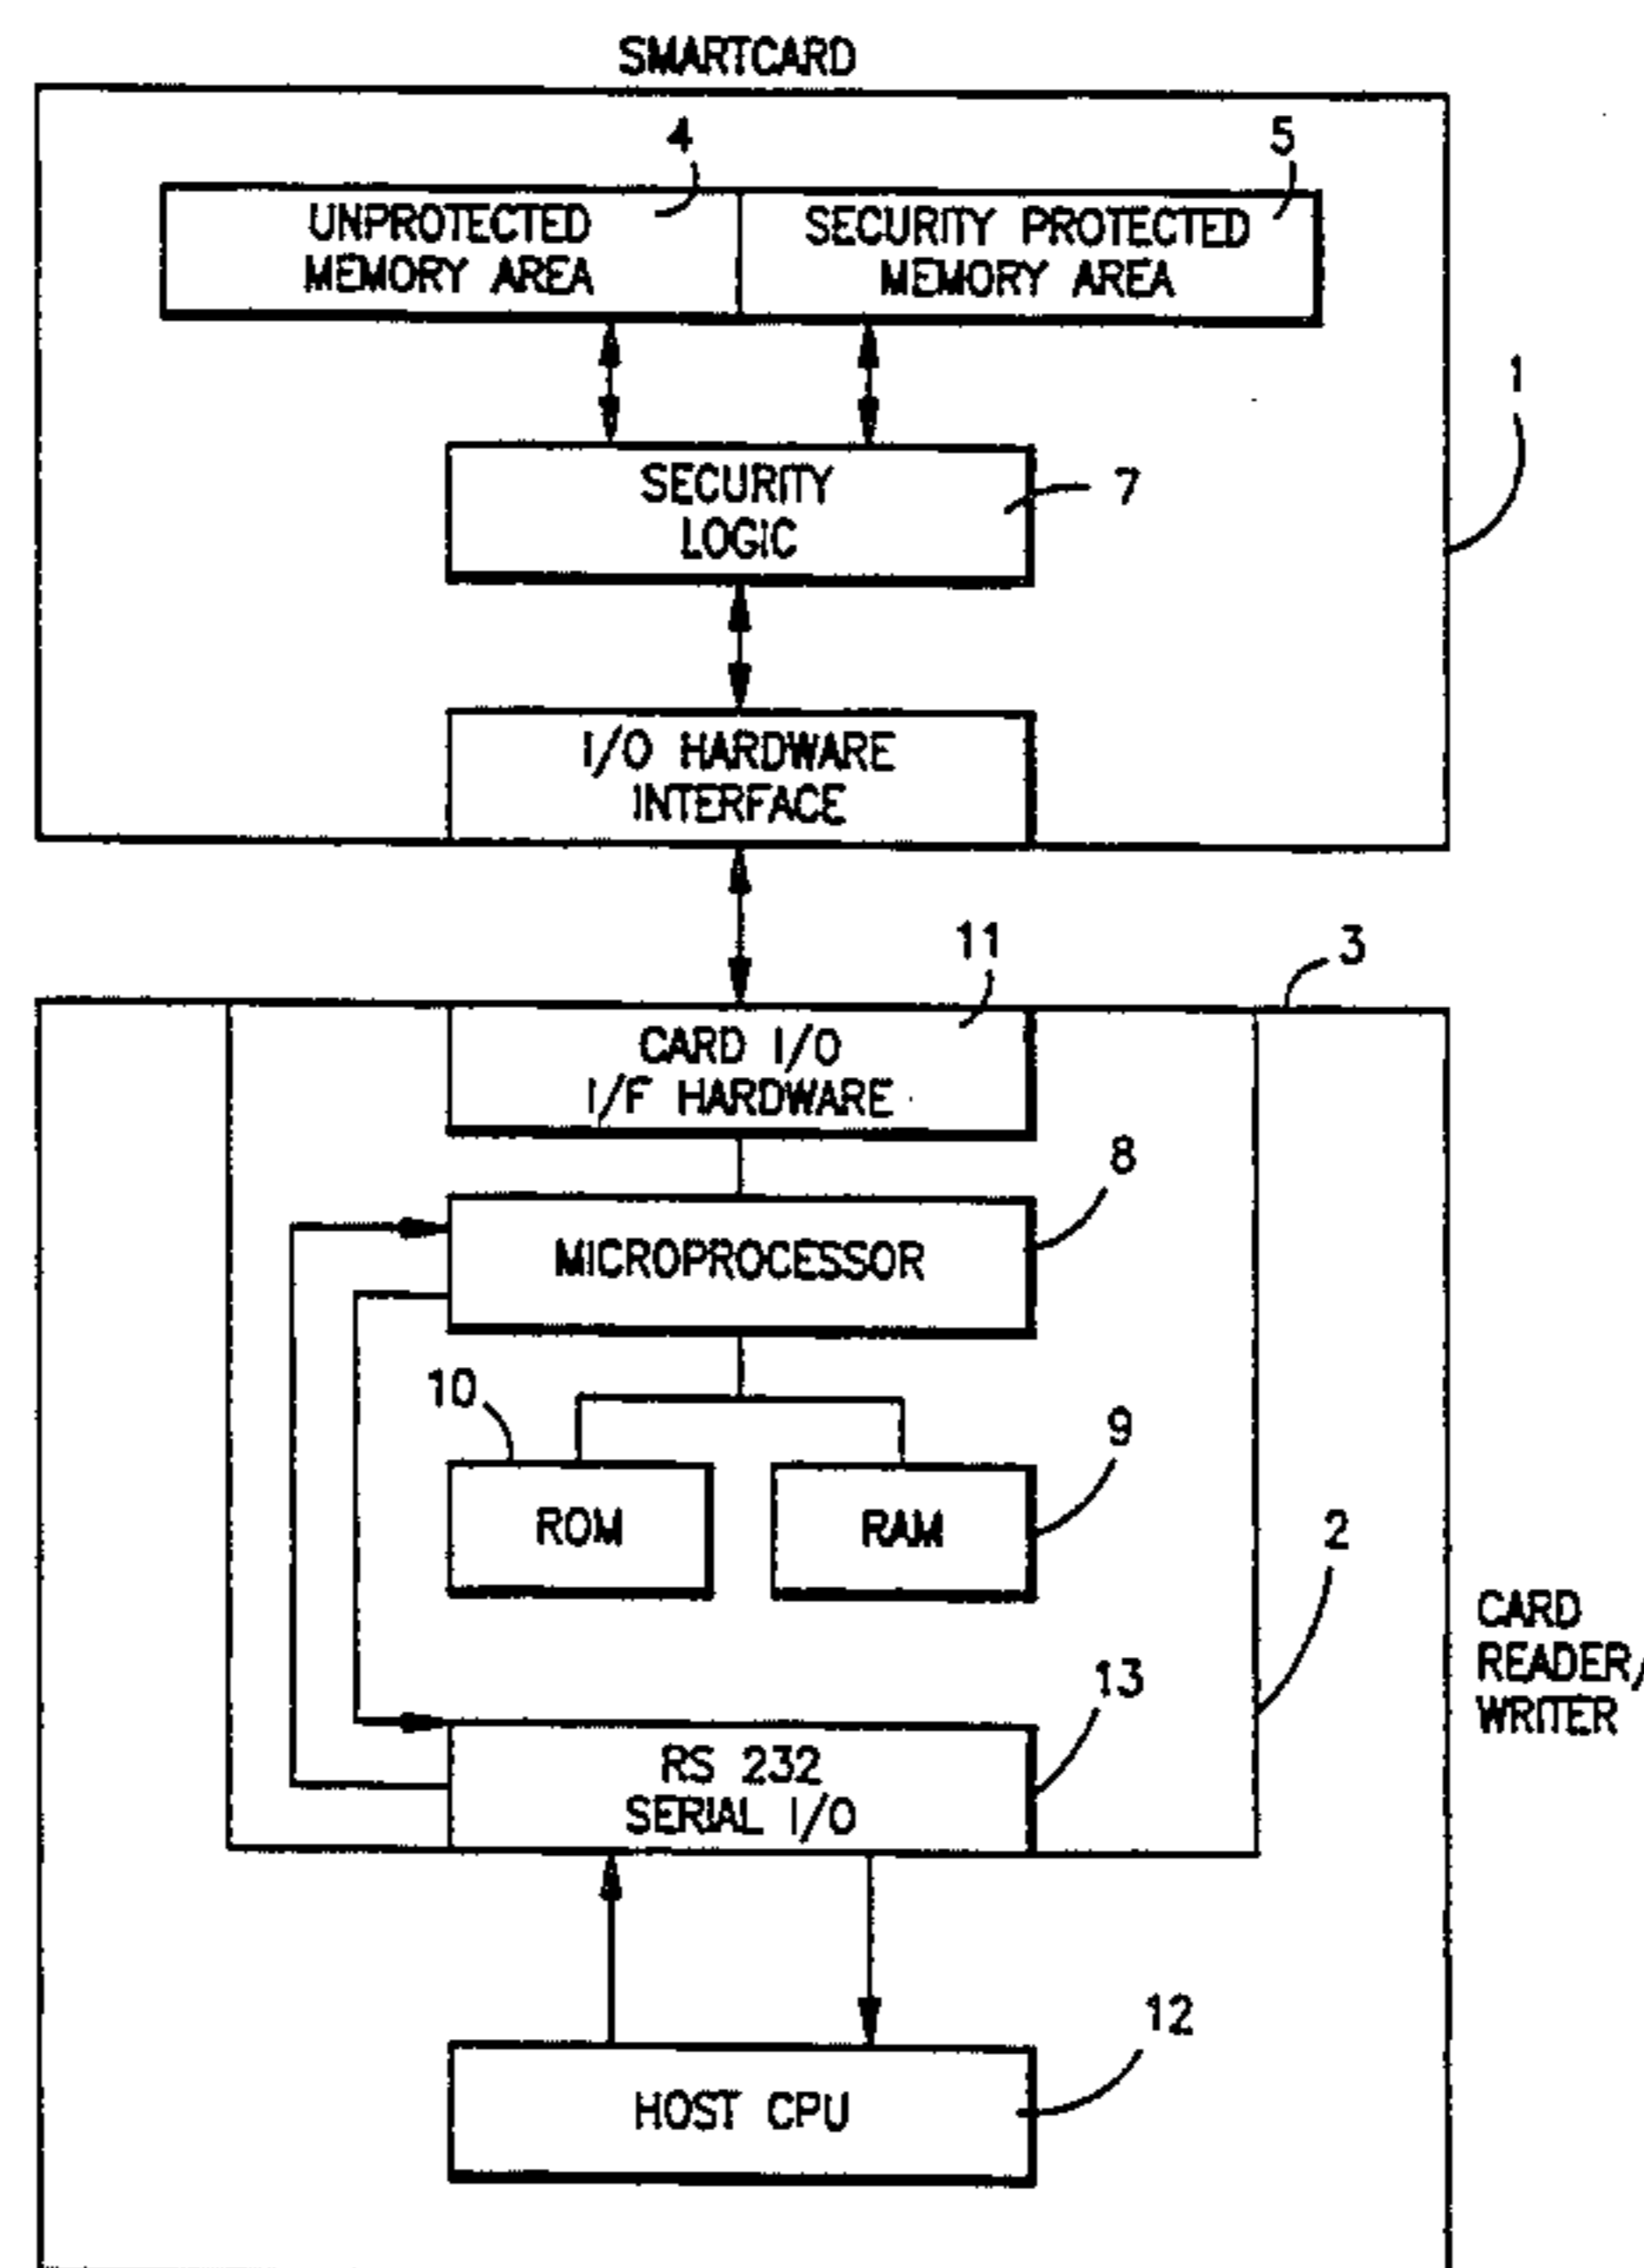 SMARTCARD
4
5
UNPROTECTED
MEMORY AREA
SECURITY PROTECTED
MEMORY AREA
1
SECURITY
LOGIC
7
I/O HARDWARE
INTERFACE
11
3
CARD I/O
I/F HARDWARE
8
MICROPROCESSOR
10
9
ROM
RAM
2
CARD
READER/
WRITER
13
RS 232
SERIAL I/O
12
HOST CPU